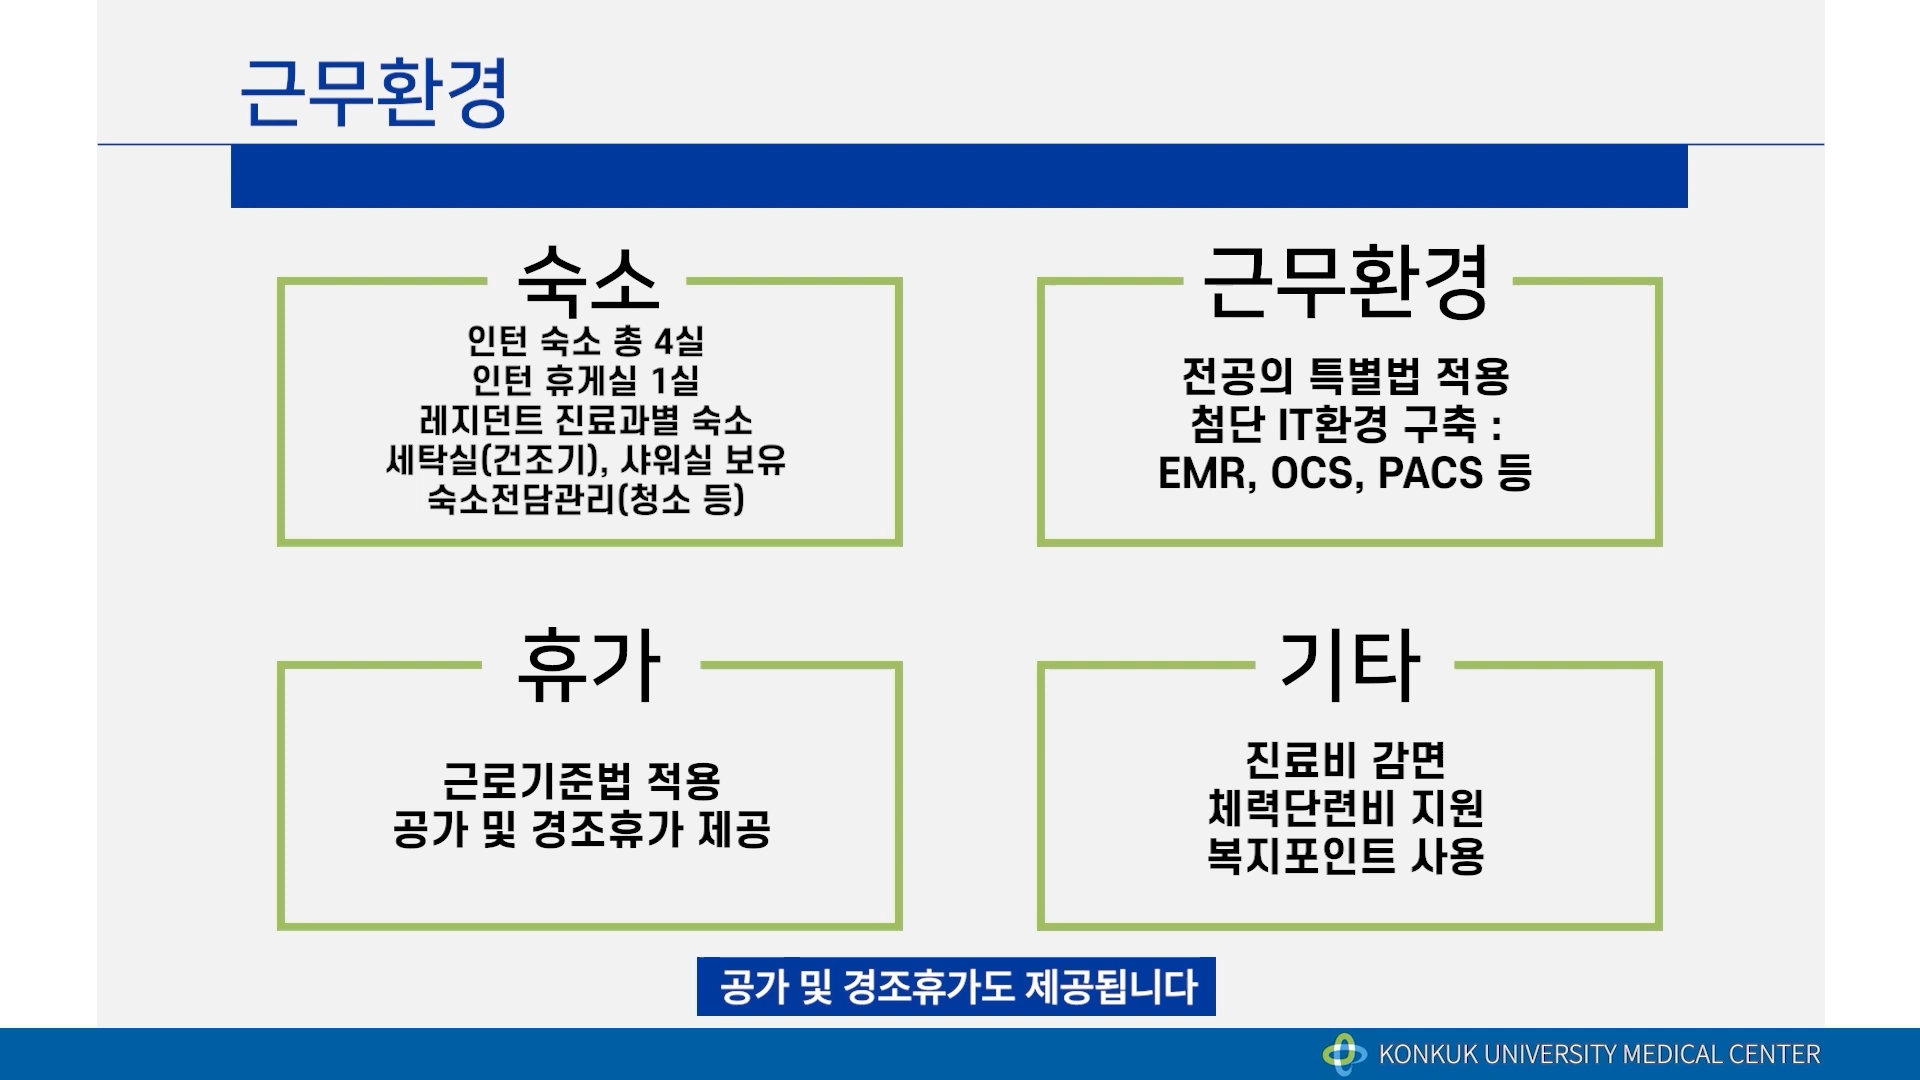 근무환경
숙소
인턴 숙소 총 4실
인턴 휴게실 1실
레지던트 진료과별 숙소
세탁실(건조기), 샤워실 보유
숙소전담관리(청소 등)
근무환경
전공의 특별법 적용
첨단 IT환경 구축 :
EMR, OCS, PACS 등
휴가
근로기준법 적용
공가 및 경조휴가 제공
기타
진료비 감면
체력단련비 지원
복지포인트 사용
공가 및 경조휴가도 제공됩니다
KONKUK UNIVERSITY MEDICAL CENTER